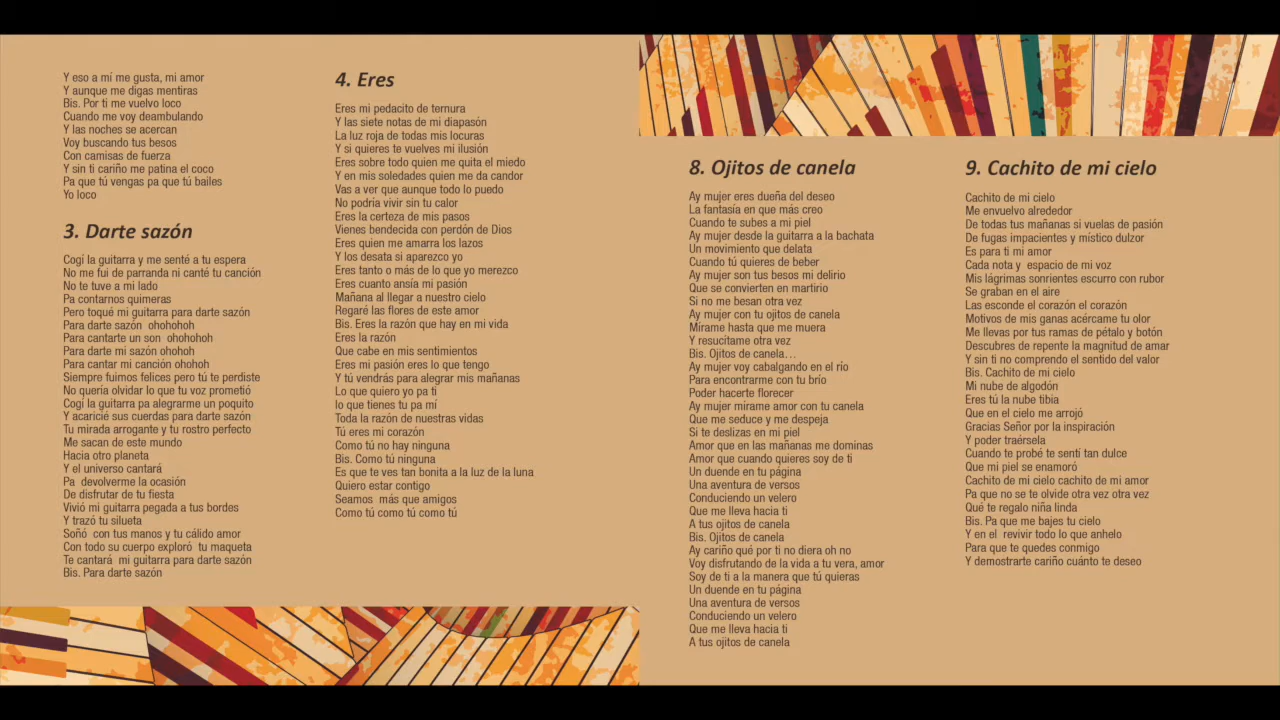 Y eso a mí me gusta, mi amor
Y aunque me digas mentiras
Bis. Por ti me vuelvo loco
Cuando me voy deambulando
Y las noches se acercan
Voy buscando tus besos
Con camisas de fuerza
Y sin ti cariño me patina el coco
Pa que tú vengas pa que tú bailes
Yo loco
3. Darte sazón
Cogí la guitarra y me senté a tu espera
No me fui de parranda ni canté tu canción
No te tuve a mi lado
Pa contarnos quimeras
Pero toqué mi guitarra para darte sazón
Para darte sazón  ohohohoh
Para cantarte un son  ohohohoh
Para darte mi sazón ohohoh
Para cantar mi canción ohohoh
Siempre fuimos felices pero tú te perdiste
No quería olvidar lo que tu voz prometió
Cogí la guitarra pa alegrarme un poquito
Y acaricié sus cuerdas para darte sazón
Tu mirada arrogante y tu rostro perfecto
Me sacan de este mundo
Hacia otro planeta
Y el universo cantará
Pa  devolverme la ocasión
De disfrutar de tu fiesta
Vivió mi guitarra pegada a tus bordes
Y trazó tu silueta
Soñó  con tus manos y tu cálido amor
Con todo su cuerpo exploró  tu maqueta
Te cantará  mi guitarra para darte sazón
Bis. Para darte sazón
4. Eres
Eres mi pedacito de ternura
Y las siete notas de mi diapasón
La luz roja de todas mis locuras
Y si quieres te vuelves mi ilusión
Eres sobre todo quien me quita el miedo
Y en mis soledades quien me da candor
Vas a ver que aunque todo lo puedo
No podria vivir sin tu calor
Eres la certeza de mis pasos
Vienes bendecida con perdón de Dios
Eres quien me amarra los lazos
Y los desata si aparezco yo
Eres tanto o más de lo que yo merezco
Eres cuanto ansía mi pasión
Mañana al llegar a nuestro cielo
Regaré las flores de este amor
Bis. Eres la razón que hay en mi vida
Eres la razón
Que cabe en mis sentimientos
Eres mi pasión eres lo que tengo
Y tú vendrás para alegrar mis mañanas
Lo que quiero yo pa ti
lo que tienes tu pa mí
Toda la razón de nuestras vidas
Tú eres mi corazón
Como tú no hay ninguna
Bis. Como tú ninguna
Es que te ves tan bonita a la luz de la luna
Quiero estar contigo
Seamos  más que amigos
Como tú como tú como tú
8. Ojitos de canela
Ay mujer eres dueña del deseo
La fantasía en que más creo
Cuando te subes a mi piel
Ay mujer desde la guitarra a la bachata
Un movimiento que delata
Cuando tú quieres de beber
Ay mujer son tus besos mi delirio
Que se convierten en martirio
Si no me besan otra vez
Ay mujer con tu ojitos de canela
Mírame hasta que me muera
Y resucítame otra vez
Bis. Ojitos de canela…
Ay mujer voy cabalgando en el río
Para encontrarme con tu brío
Poder hacerte florecer
Ay mujer mírame amor con tu canela
Que me seduce y me despeja
Si te deslizas en mi piel
Amor que en las mañanas me dominas
Amor que cuando quieres soy de ti
Un duende en tu página
Una aventura de versos
Conduciendo un velero
Que me lleva hacia ti
A tus ojitos de canela
Bis. Ojitos de canela
Ay cariño qué por ti no diera oh no
Voy disfrutando de la vida a tu vera, amor
Soy de ti a la manera que tú quieras
Un duende en tu página
Una aventura de versos
Conduciendo un velero
Que me lleva hacia ti
A tus ojitos de canela
9. Cachito de mi cielo
Cachito de mi cielo
Me envuelvo alrededor
De todas tus mañanas si vuelas de pasión
De fugas impacientes y místico dulzor
Es para ti mi amor
Cada nota y  espacio de mi voz
Mis lágrimas sonrientes escurro con rubor
Se graban en el aire
Las esconde el corazón el corazón
Motivos de mis ganas acércame tu olor
Me llevas por tus ramas de pétalo y botón
Descubres de repente la magnitud de amar
Y sin ti no comprendo el sentido del valor
Bis. Cachito de mi cielo
Mi nube de algodón
Eres tú la nube tibia
Que en el cielo me arrojó
Gracias Señor por la inspiración
Y poder traérsela
Cuando te probé te sentí tan dulce
Que mi piel se enamoró
Cachito de mi cielo cachito de mi amor
Pa que no se te olvide otra vez otra vez
Qué te regalo niña linda
Bis. Pa que me bajes tu cielo
Y en el  revivir todo lo que anhelo
Para que te quedes conmigo
Y demostrarte cariño cuánto te deseo